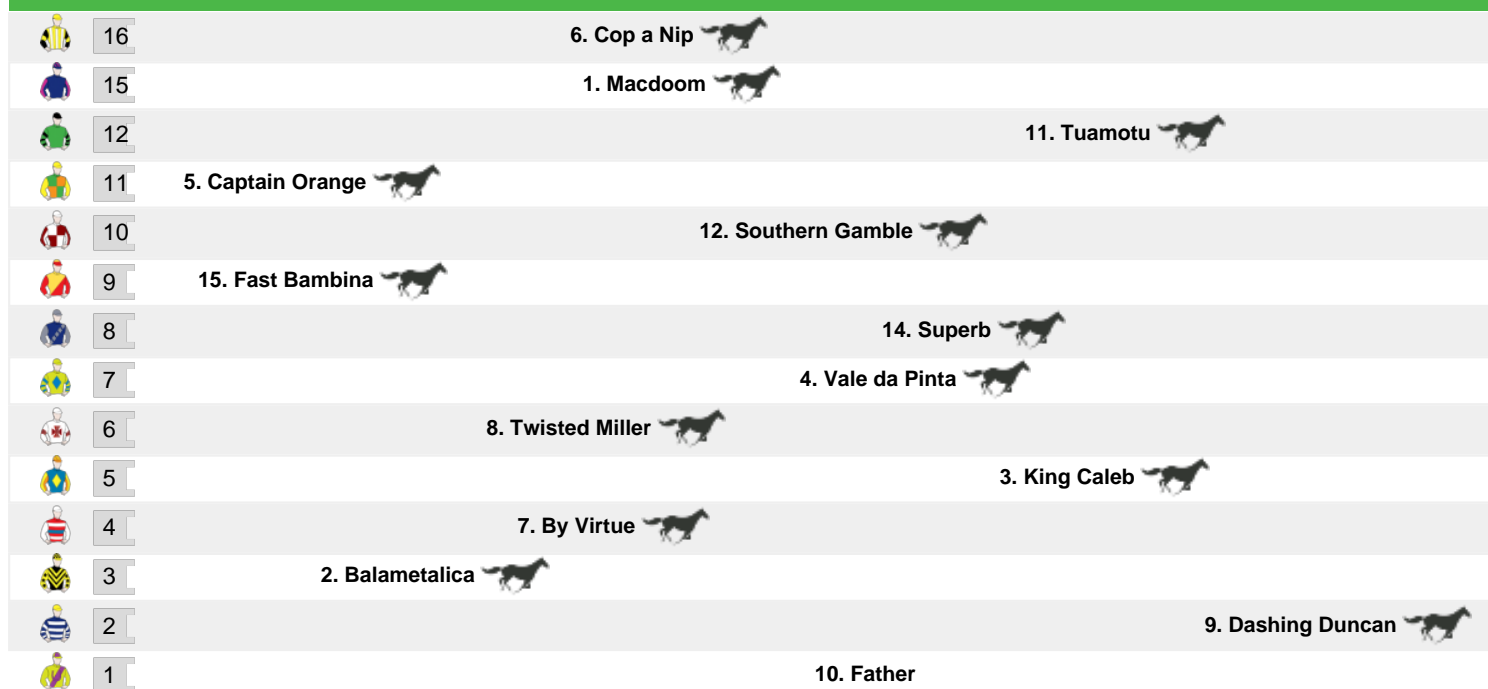 16 6. Cop a Nip
15 1. Macdoom
12 11. Tuamotu
11 5. Captain Orange
10 12. Southern Gamble
9 15. Fast Bambina
8 14. Superb
7 4. Vale da Pinta
6 8. Twisted Miller
5 3. King Caleb
4 7. By Virtue
3 2. Balametalica
2 9. Dashing Duncan
1 10. Father